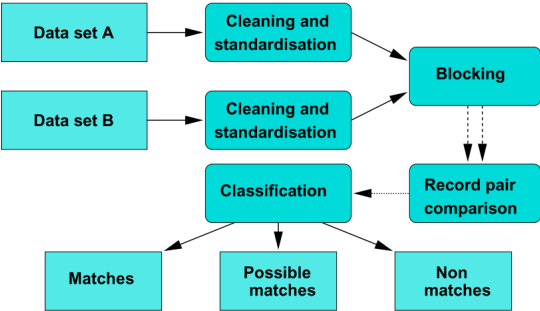 Data set A
Cleaning and
standardisation
Blocking
Data set B
Cleaning and
standardisation
Classification
Record pair
comparison
Matches
Possible
matches
Non
matches